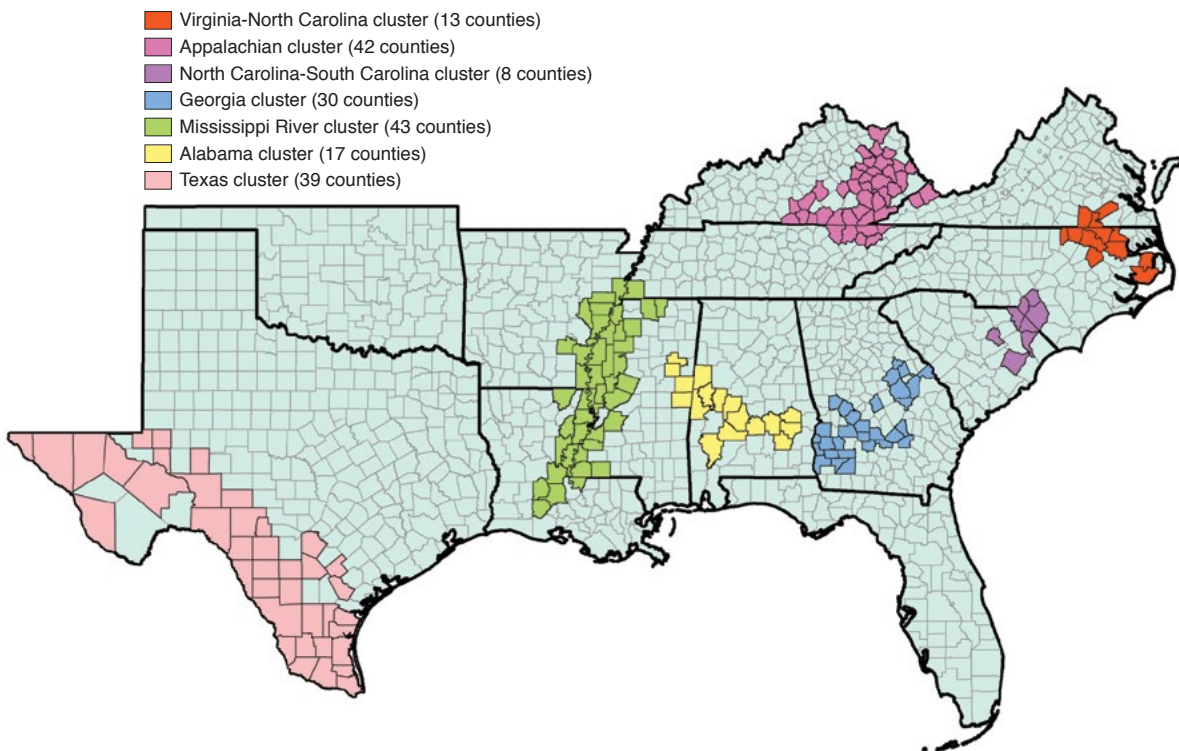 Virginia-North Carolina cluster (13 counties)
Appalachian cluster (42 counties)
North Carolina-South Carolina cluster (8 counties)
Georgia cluster (30 counties)
Mississippi River cluster (43 counties)
Alabama cluster (17 counties)
Texas cluster (39 counties)